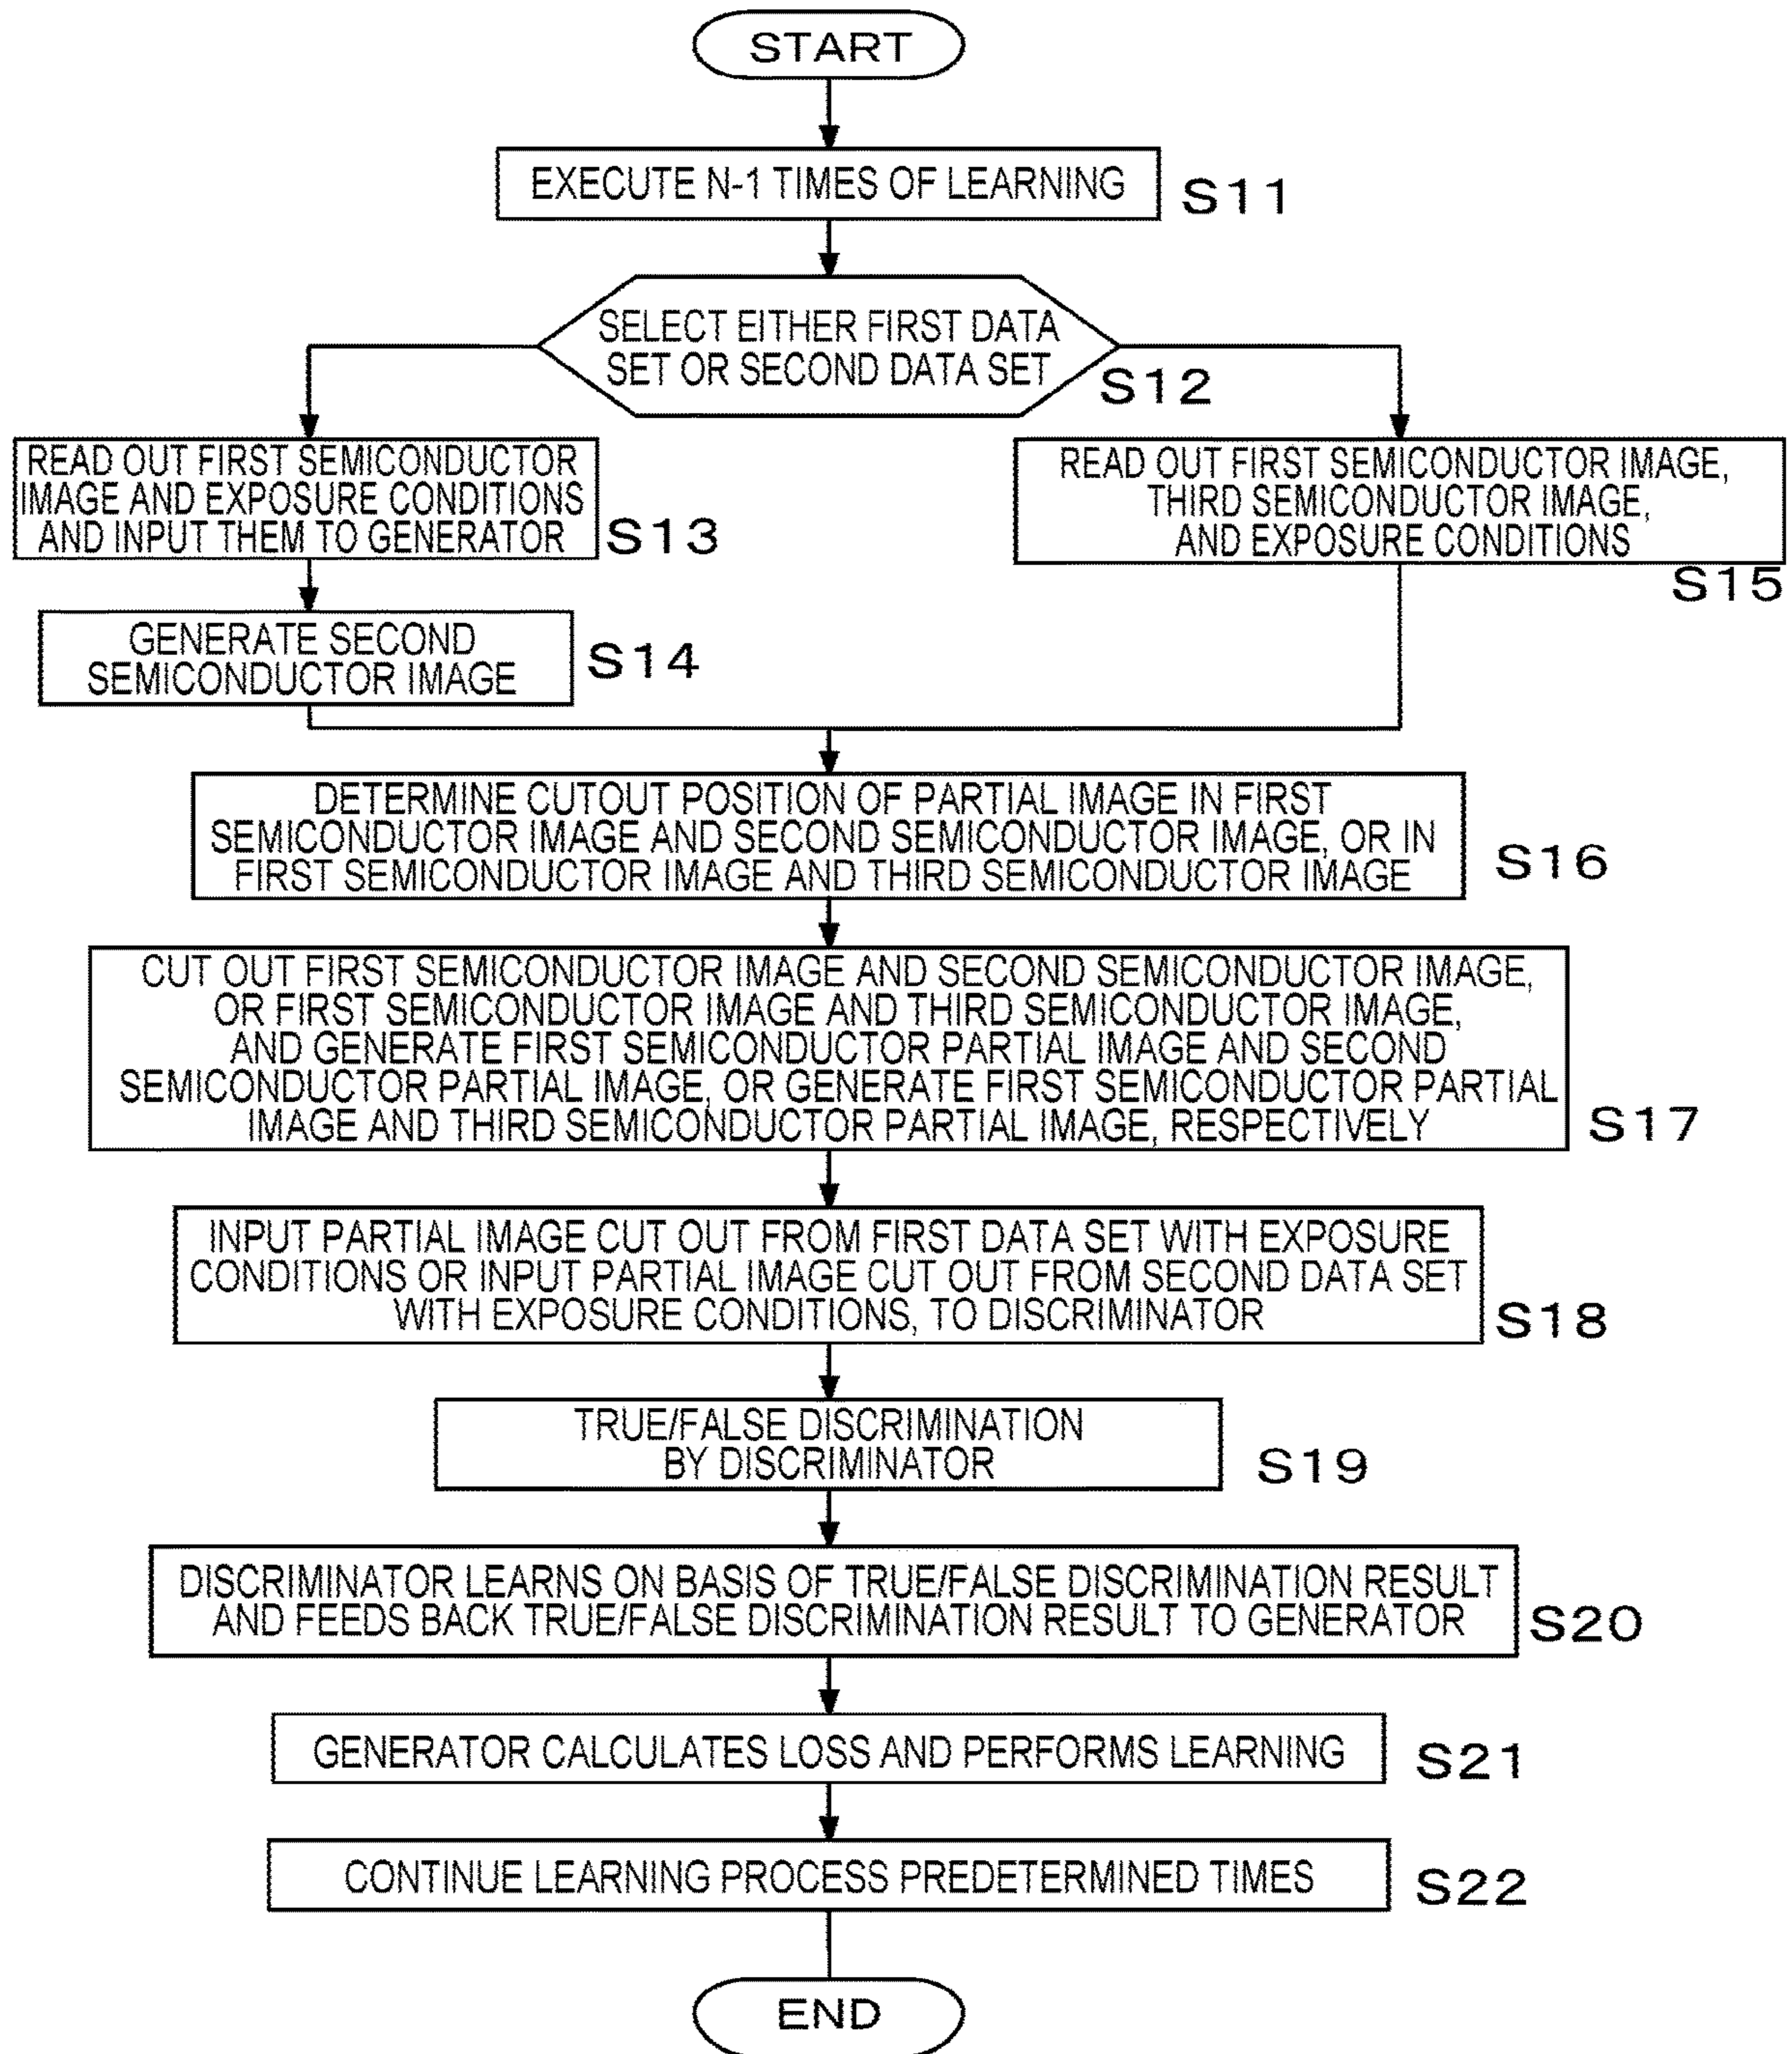 START
EXECUTE N-1 TIMES OF LEARNING
S11
SELECT EITHER FIRST DATA
SET OR SECOND DATA SET
S12
READ OUT FIRST SEMICONDUCTOR
IMAGE AND EXPOSURE CONDITIONS
AND INPUT THEM TO GENERATOR
S13
READ OUT FIRST SEMICONDUCTOR IMAGE,
THIRD SEMICONDUCTOR IMAGE,
AND EXPOSURE CONDITIONS
S15
GENERATE SECOND
SEMICONDUCTOR IMAGE
S14
DETERMINE CUTOUT POSITION OF PARTIAL IMAGE IN FIRST
SEMICONDUCTOR IMAGE AND SECOND SEMICONDUCTOR IMAGE, OR IN
FIRST SEMICONDUCTOR IMAGE AND THIRD SEMICONDUCTOR IMAGE
S16
CUT OUT FIRST SEMICONDUCTOR IMAGE AND SECOND SEMICONDUCTOR IMAGE,
OR FIRST SEMICONDUCTOR IMAGE AND THIRD SEMICONDUCTOR IMAGE,
AND GENERATE FIRST SEMICONDUCTOR PARTIAL IMAGE AND SECOND
SEMICONDUCTOR PARTIAL IMAGE, OR GENERATE FIRST SEMICONDUCTOR PARTIAL
IMAGE AND THIRD SEMICONDUCTOR PARTIAL IMAGE, RESPECTIVELY
S17
INPUT PARTIAL IMAGE CUT OUT FROM FIRST DATA SET WITH EXPOSURE
CONDITIONS OR INPUT PARTIAL IMAGE CUT OUT FROM SECOND DATA SET
WITH EXPOSURE CONDITIONS, TO DISCRIMINATOR
S18
TRUE/FALSE DISCRIMINATION
BY DISCRIMINATOR
S19
DISCRIMINATOR LEARNS ON BASIS OF TRUE/FALSE DISCRIMINATION RESULT
AND FEEDS BACK TRUE/FALSE DISCRIMINATION RESULT TO GENERATOR
S20
GENERATOR CALCULATES LOSS AND PERFORMS LEARNING
S21
CONTINUE LEARNING PROCESS PREDETERMINED TIMES
S22
END